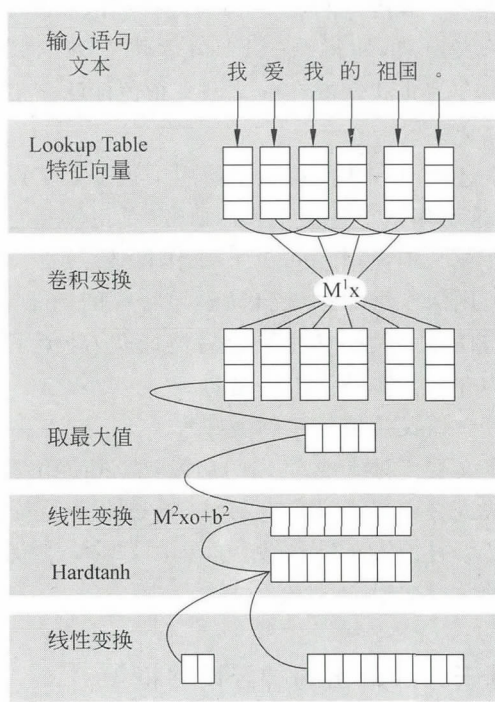 输入语句
文本
我 爱 我 的 祖国 。
Lookup Table
特征向量
卷积变换
M¹x
取最大值
线性变换 M²xo+b²
Hardtanh
线性变换